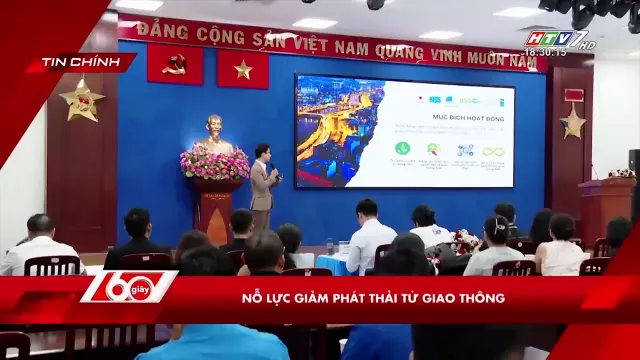 ĐẢNG CỘNG SẢN VIỆT NAM QUANG VINH MUÔN NĂM
HTV7 HD
18:30:15
TIN CHÍNH
MỤC ĐÍCH HOẠT ĐỘNG
60 giây
NỖ LỰC GIẢM PHÁT THẢI TỪ GIAO THÔNG